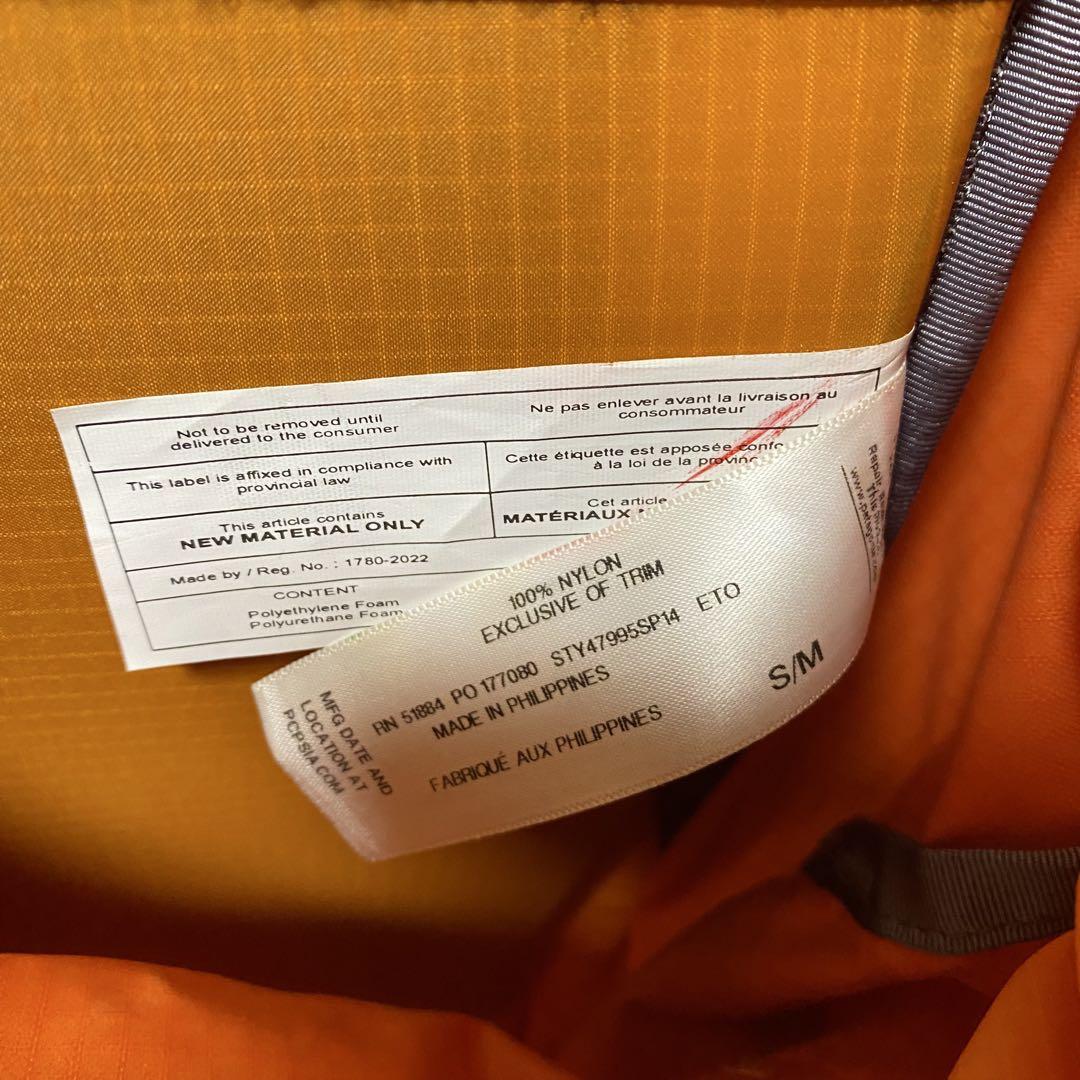 Not to be removed until
delivered to the consumer
Ne pas enlever avant la livraison au
consommateur
This label is affixed in compliance with
provincial law
Cette étiquette est apposée
à la loi de la
This article contains
NEW MATERIAL ONLY
Cet article
MATÉRIAUX
Made by / Reg. No. : 1780-2022
CONTENT
Polyethylene Foam
Polyurethane Foam
100% NYLON
EXCLUSIVE OF TRIM
RN 51884 PO 177080 STY47995SP14 ETO
MADE IN PHILIPPINES
FABRIQUÉ AUX PHILIPPINES
S/M
MFG DATE AND
LOCATION AT
PCPSIA.COM
Repair
This